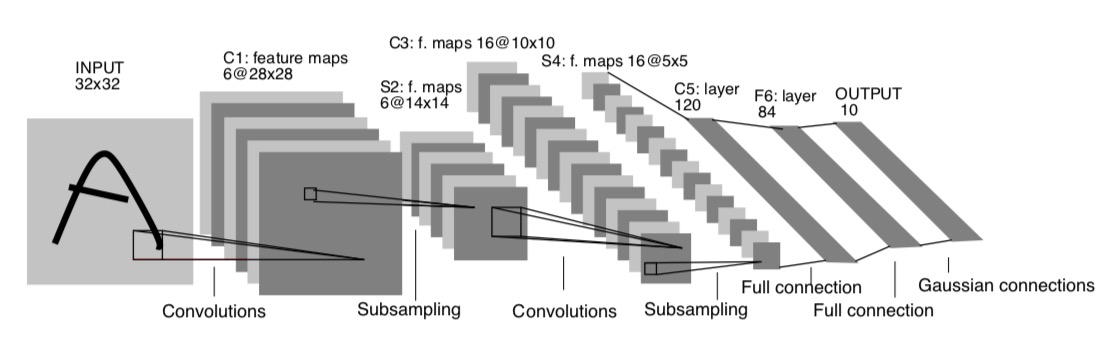 INPUT
32x32
C1: feature maps
6@28x28
S2: f. maps
6@14x14
C3: f. maps 16@10x10
S4: f. maps 16@5x5
C5: layer
120
F6: layer
84
OUTPUT
10
Convolutions
Subsampling
Convolutions
Subsampling
Full connection
Full connection
Gaussian connections